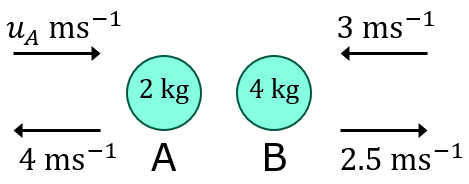 u_A ms⁻¹
3 ms⁻¹
2 kg
4 kg
4 ms⁻¹
A
B
2.5 ms⁻¹